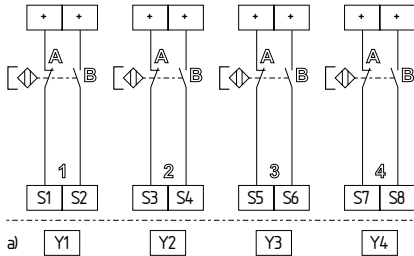 + + + + + + + +
A A A A
B B B B
1 2 3 4
S1 S2 S3 S4 S5 S6 S7 S8
a) Y1 Y2 Y3 Y4